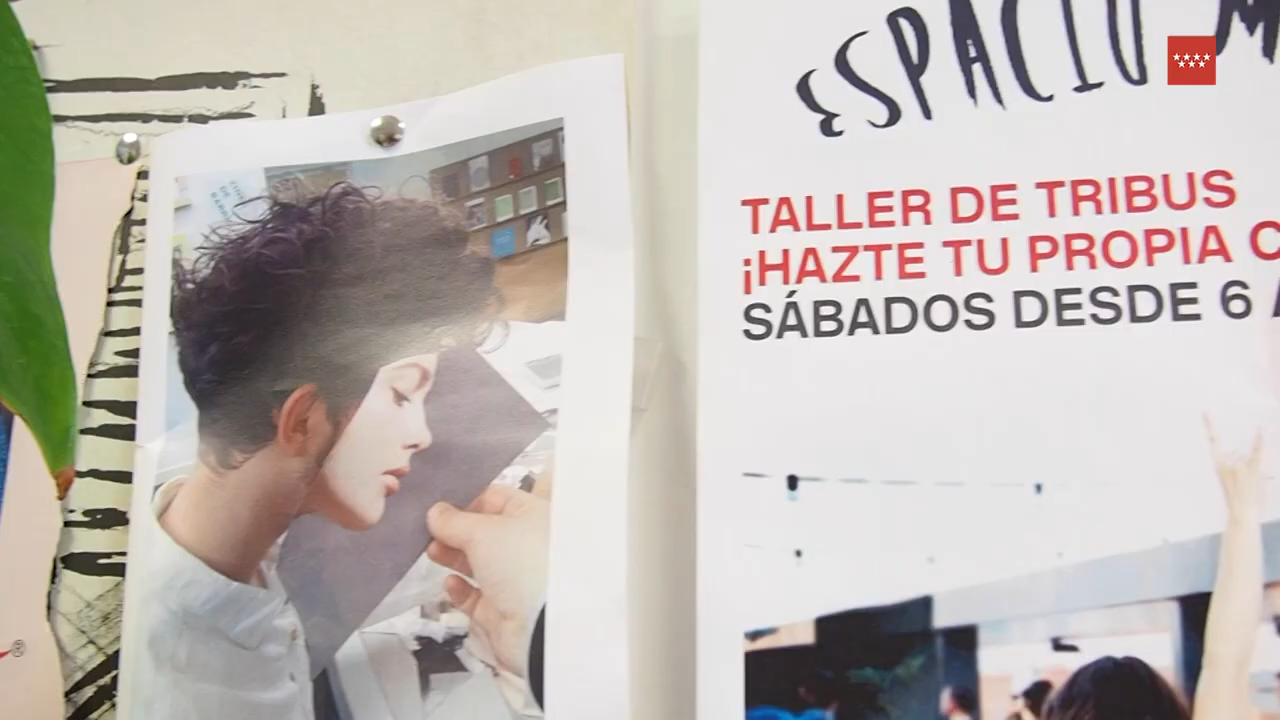 ESPACIO
TALLER DE TRIBUS
¡HAZTE TU PROPIA
SÁBADOS DESDE 6
®